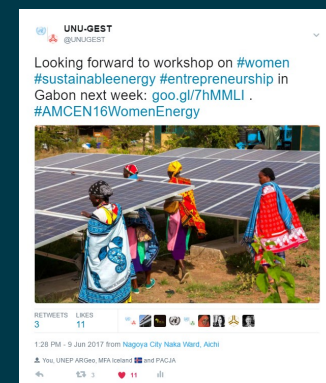 UNU-GEST
@UNUGEST
Looking forward to workshop on #women
#sustainableenergy #entrepreneurship in
Gabon next week: goo.gl/7hMMLI .
#AMCEN16WomenEnergy
RETWEETS LIKES
3 11
1:28 PM - 9 Jun 2017 from Nagoya City Naka Ward, Aichi
You, UNEP ARGeo, MFA Iceland and PACJA
3 11